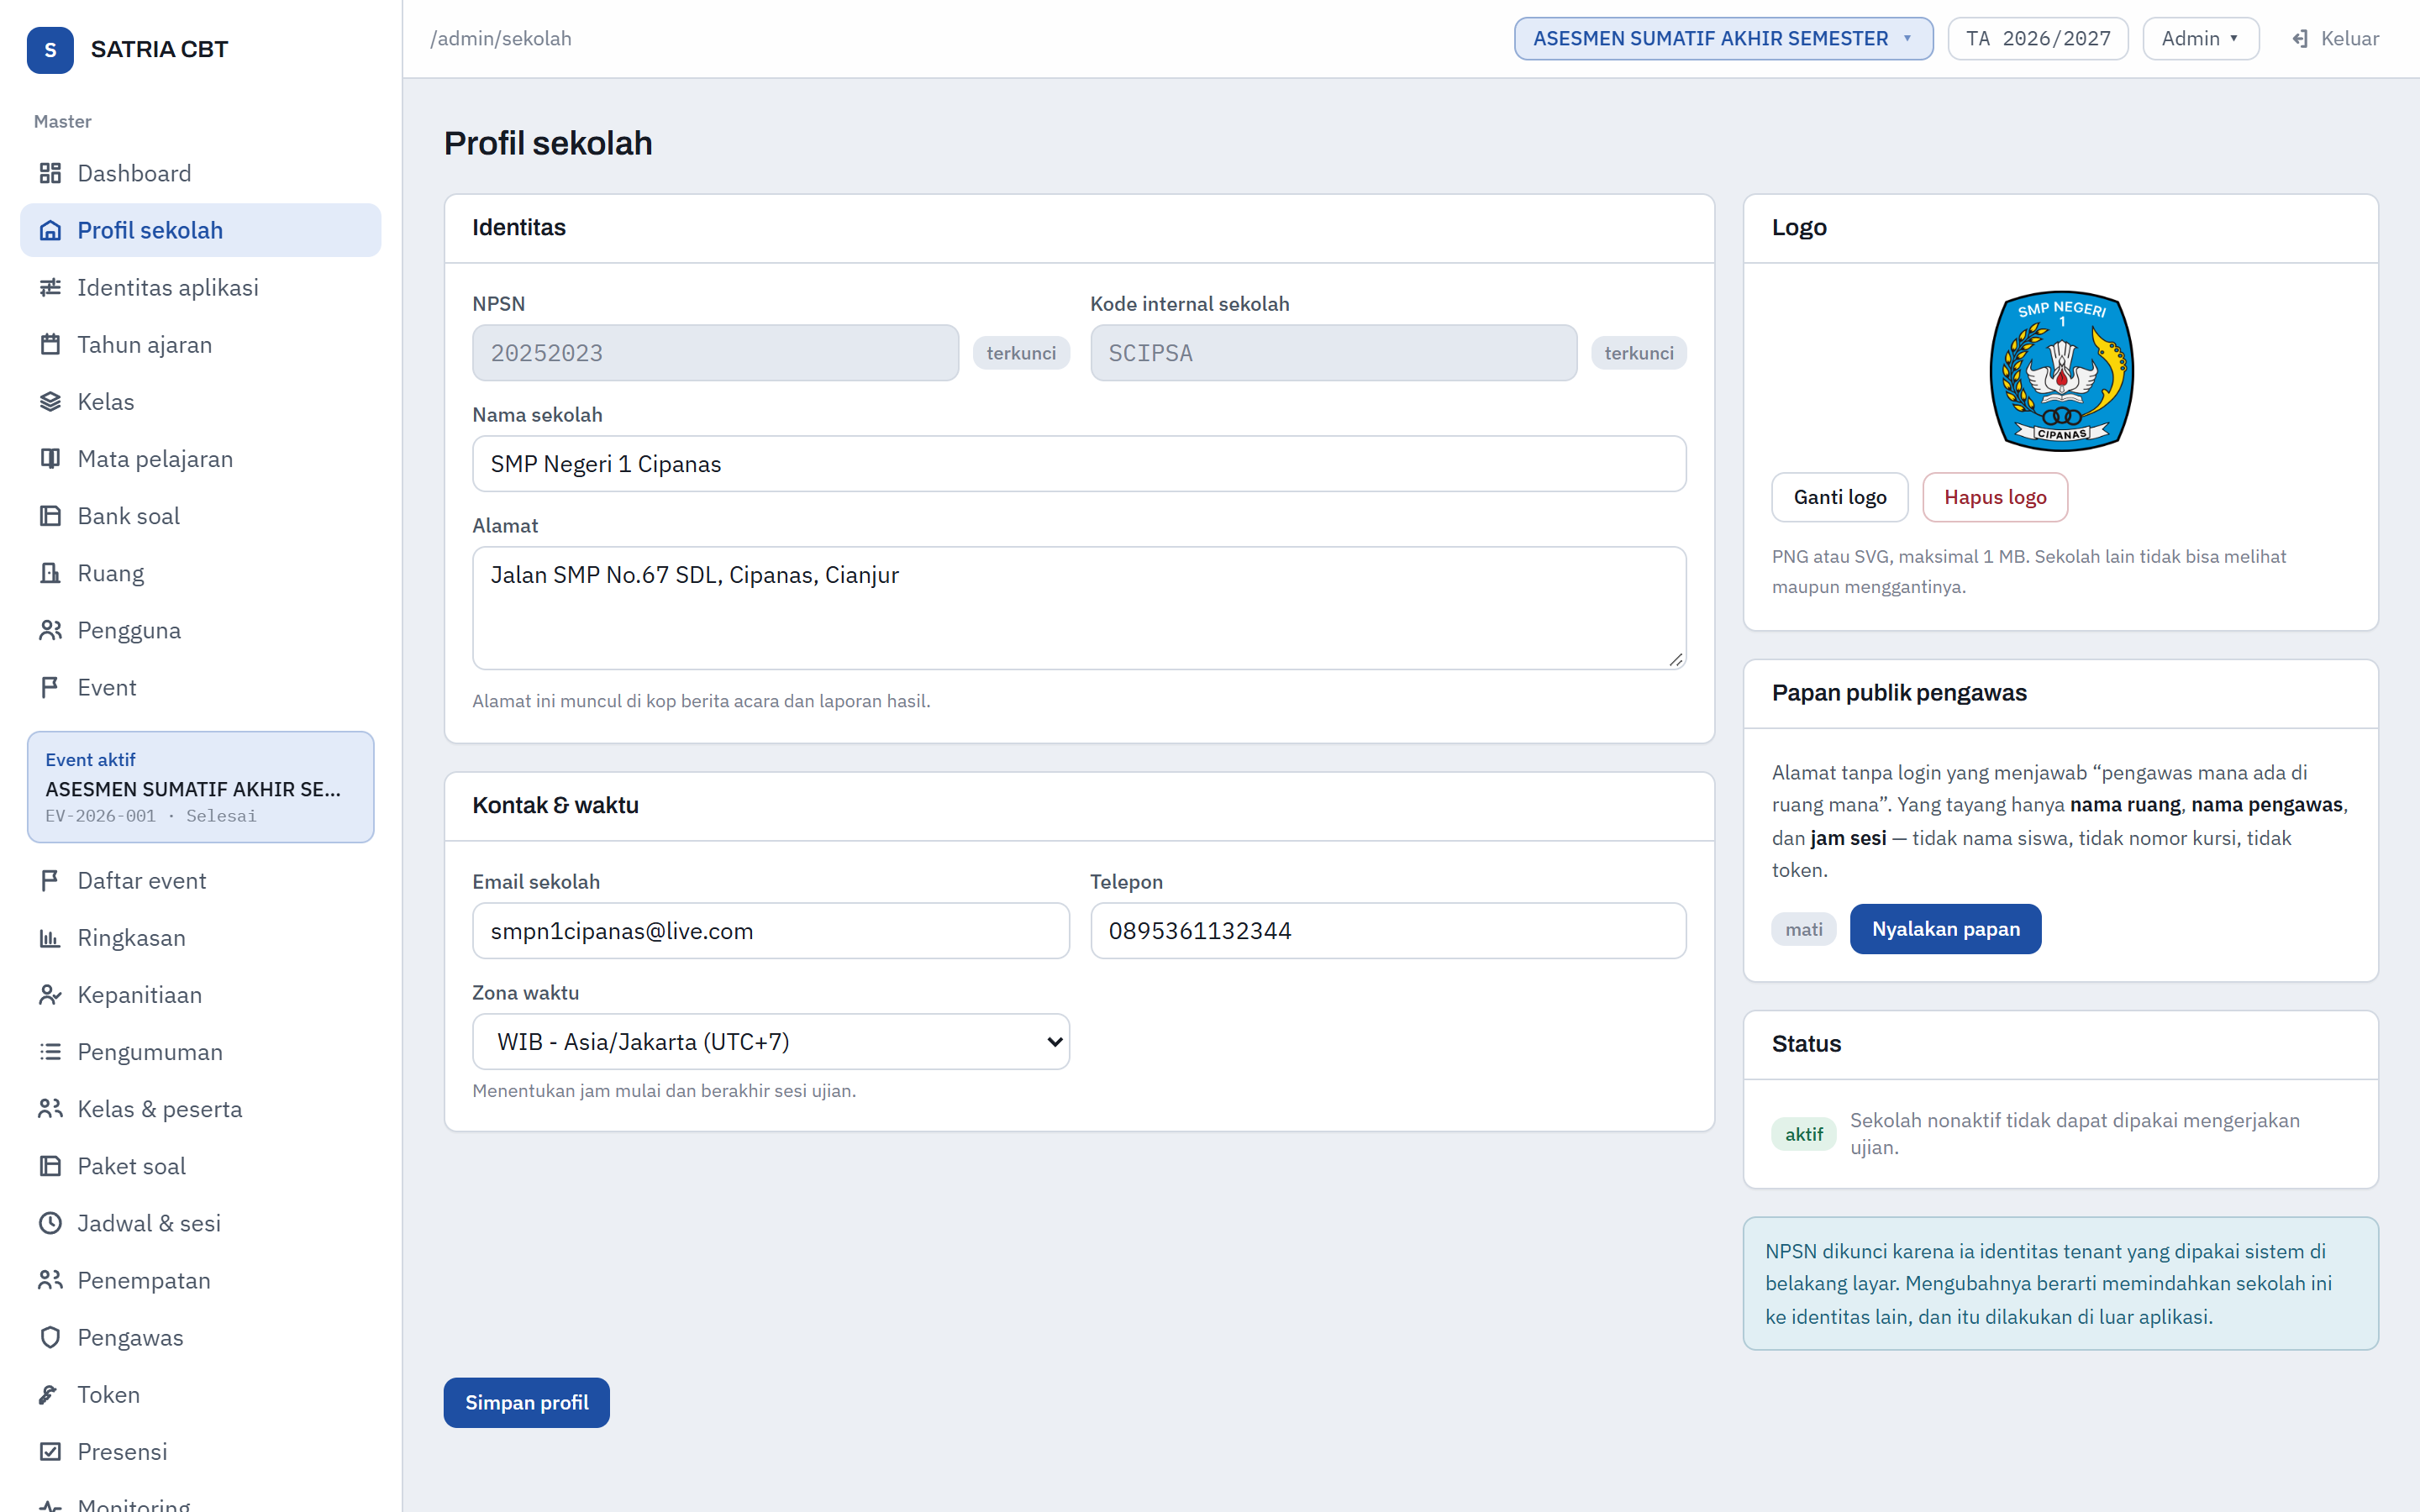 S
SATRIA CBT
Master
Dashboard
Profil sekolah
Identitas aplikasi
Tahun ajaran
Kelas
Mata pelajaran
Bank soal
Ruang
Pengguna
Event
Event aktif
ASESMEN SUMATIF AKHIR SE...
EV-2026-001 · Selesai
Daftar event
Ringkasan
Kepanitiaan
Pengumuman
Kelas & peserta
Paket soal
Jadwal & sesi
Penempatan
Pengawas
Token
Presensi
Monitoring
/admin/sekolah
ASESMEN SUMATIF AKHIR SEMESTER
TA 2026/2027
Admin
Keluar
Profil sekolah
Identitas
NPSN
20252023
terkunci
Kode internal sekolah
SCIPSA
terkunci
Nama sekolah
SMP Negeri 1 Cipanas
Alamat
Jalan SMP No.67 SDL, Cipanas, Cianjur
Alamat ini muncul di kop berita acara dan laporan hasil.
Kontak & waktu
Email sekolah
smpn1cipanas@live.com
Telepon
0895361132344
Zona waktu
WIB - Asia/Jakarta (UTC+7)
Menentukan jam mulai dan berakhir sesi ujian.
Simpan profil
Logo
SMP NEGERI
1
CIPANAS
Ganti logo
Hapus logo
PNG atau SVG, maksimal 1 MB. Sekolah lain tidak bisa melihat
maupun menggantinya.
Papan publik pengawas
Alamat tanpa login yang menjawab “pengawas mana ada di
ruang mana”. Yang tayang hanya nama ruang, nama pengawas,
dan jam sesi — tidak nama siswa, tidak nomor kursi, tidak
token.
mati
Nyalakan papan
Status
aktif
Sekolah nonaktif tidak dapat dipakai mengerjakan
ujian.
NPSN dikunci karena ia identitas tenant yang dipakai sistem di
belakang layar. Mengubahnya berarti memindahkan sekolah ini
ke identitas lain, dan itu dilakukan di luar aplikasi.